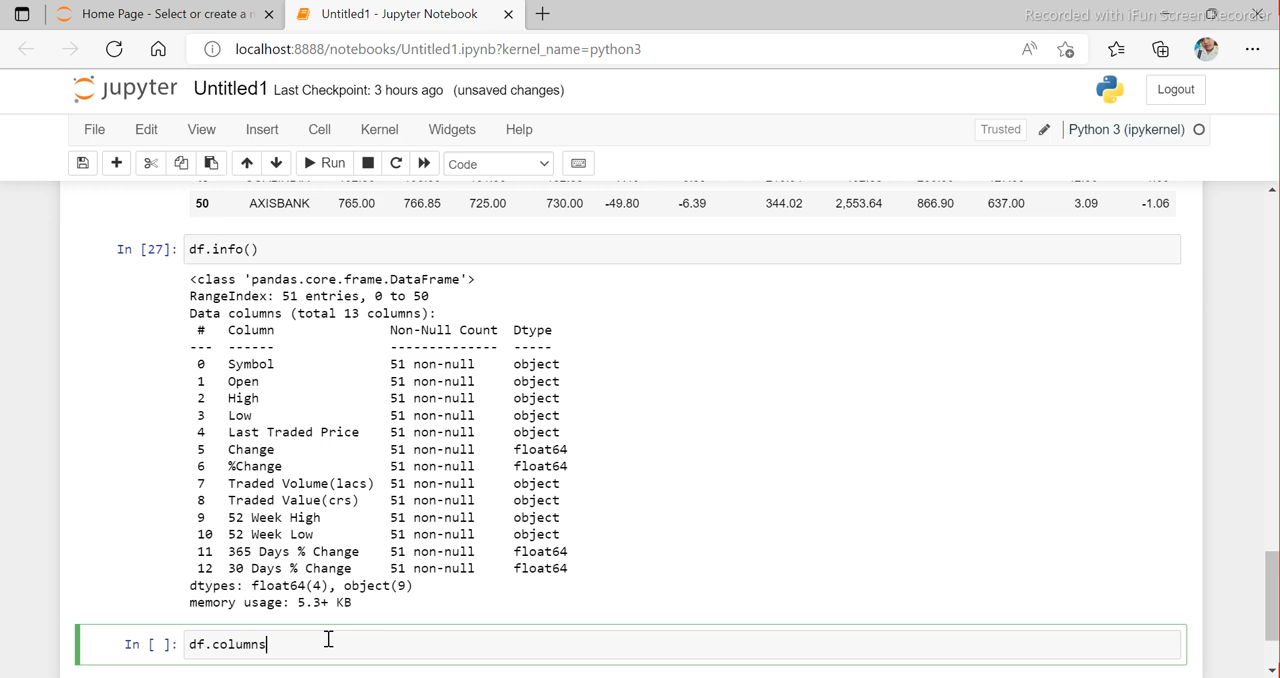 Home Page - Select or create a n
Untitled1 - Jupyter Notebook
Recorded with iFun Screen Recorder
localhost:8888/notebooks/Untitled1.ipynb?kernel_name=python3
jupyter Untitled1 Last Checkpoint: 3 hours ago (unsaved changes)
Logout
File Edit View Insert Cell Kernel Widgets Help
Trusted
Python 3 (ipykernel)
Run
Code
50 AXISBANK 765.00 766.85 725.00 730.00 -49.80 -6.39 344.02 2,553.64 866.90 637.00 3.09 -1.06
In [27]: df.info()
<class 'pandas.core.frame.DataFrame'>
RangeIndex: 51 entries, 0 to 50
Data columns (total 13 columns):
# Column Non-Null Count Dtype
--- ------ -------------- -----
0 Symbol 51 non-null object
1 Open 51 non-null object
2 High 51 non-null object
3 Low 51 non-null object
4 Last Traded Price 51 non-null object
5 Change 51 non-null float64
6 %Change 51 non-null float64
7 Traded Volume(lacs) 51 non-null object
8 Traded Value(crs) 51 non-null object
9 52 Week High 51 non-null object
10 52 Week Low 51 non-null object
11 365 Days % Change 51 non-null float64
12 30 Days % Change 51 non-null float64
dtypes: float64(4), object(9)
memory usage: 5.3+ KB
In [ ]: df.columns